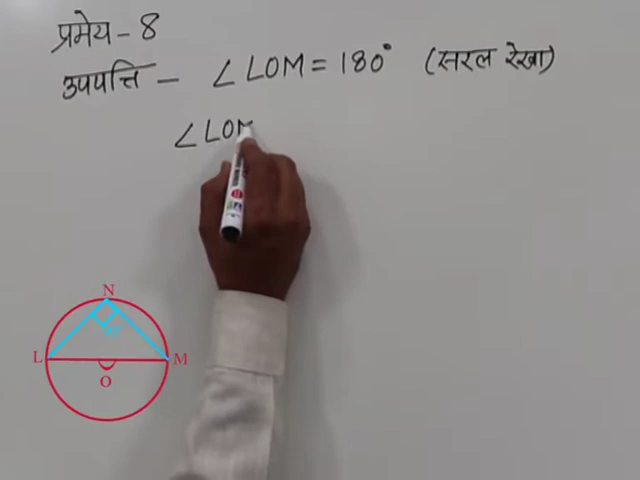 प्रमेय - 8
उपपत्ति - ∠LOM = 180° (सरल रेखा)
∠LOM
N
L
M
O